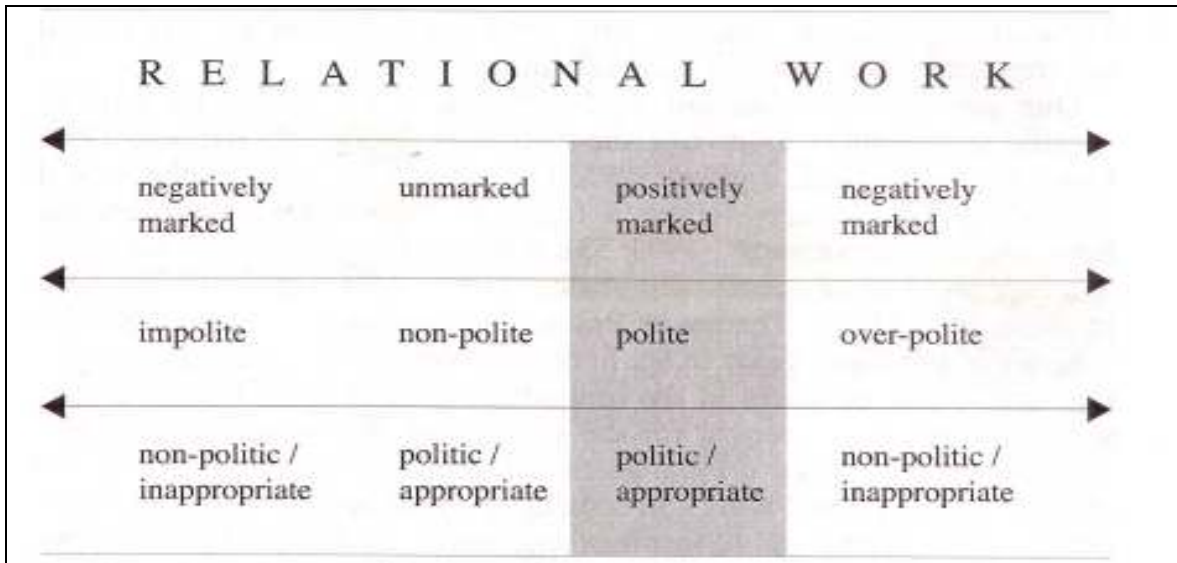 RELATIONAL WORK
negatively marked
unmarked
positively marked
negatively marked
impolite
non-polite
polite
over-polite
non-politic / inappropriate
politic / appropriate
politic / appropriate
non-politic / inappropriate